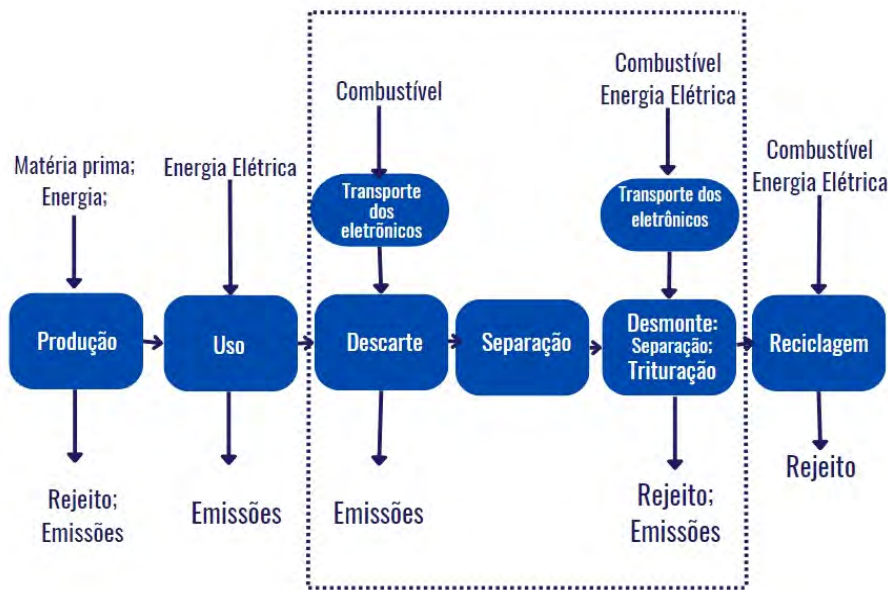 Combustível
Combustível
Energia Elétrica
Matéria prima;
Energia;
Energia Elétrica
Combustível
Energia Elétrica
Transporte
dos
eletrõnicos
Transporte dos
eletrônicos
Produção
Uso
Descarte
Separação
Desmonte:
Separação;
Trituração
Reciclagem
Rejeito;
Emissões
Emissões
Emissões
Rejeito;
Emissões
Rejeito